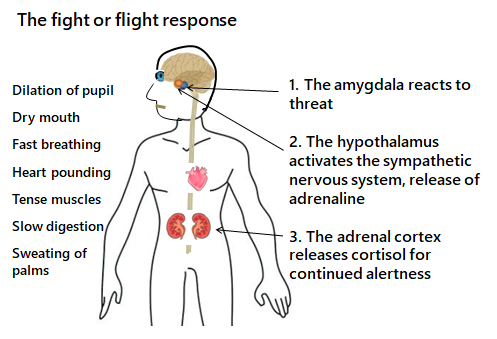 The fight or flight response
Dilation of pupil
Dry mouth
Fast breathing
Heart pounding
Tense muscles
Slow digestion
Sweating of
palms
1. The amygdala reacts to
threat
2. The hypothalamus
activates the sympathetic
nervous system, release of
adrenaline
3. The adrenal cortex
releases cortisol for
continued alertness